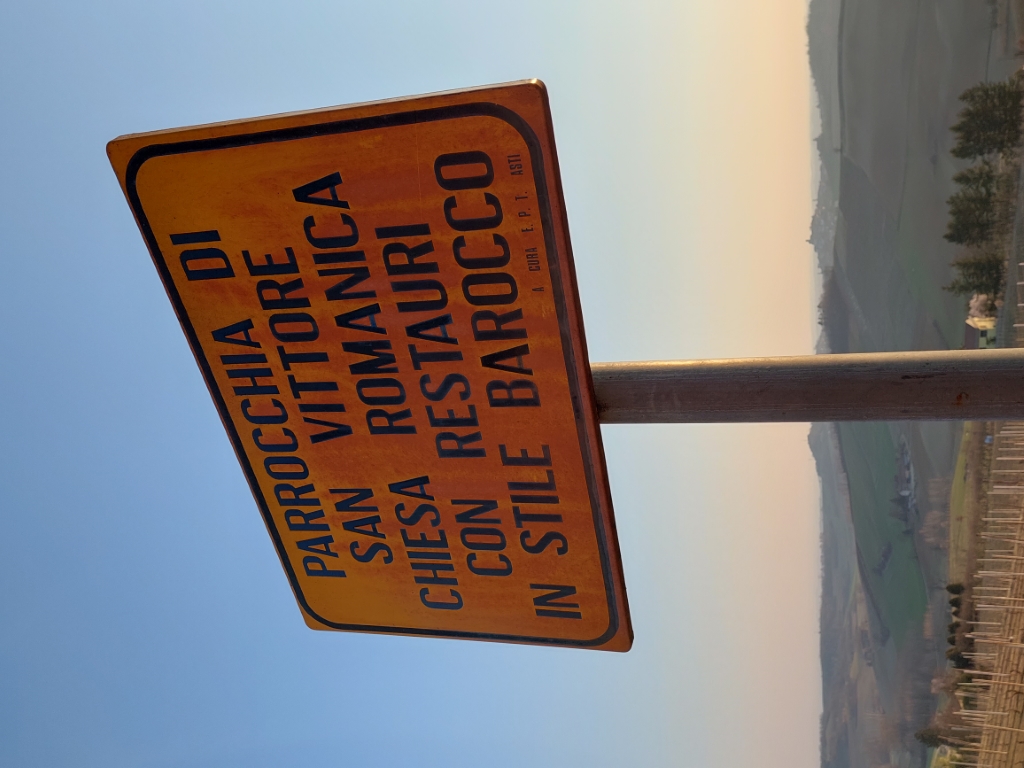 PARROCCHIA DI
SAN VITTORE
CHIESA ROMANICA
CON RESTAURI
IN STILE BAROCCO
A CURA E. P. T. ASTI